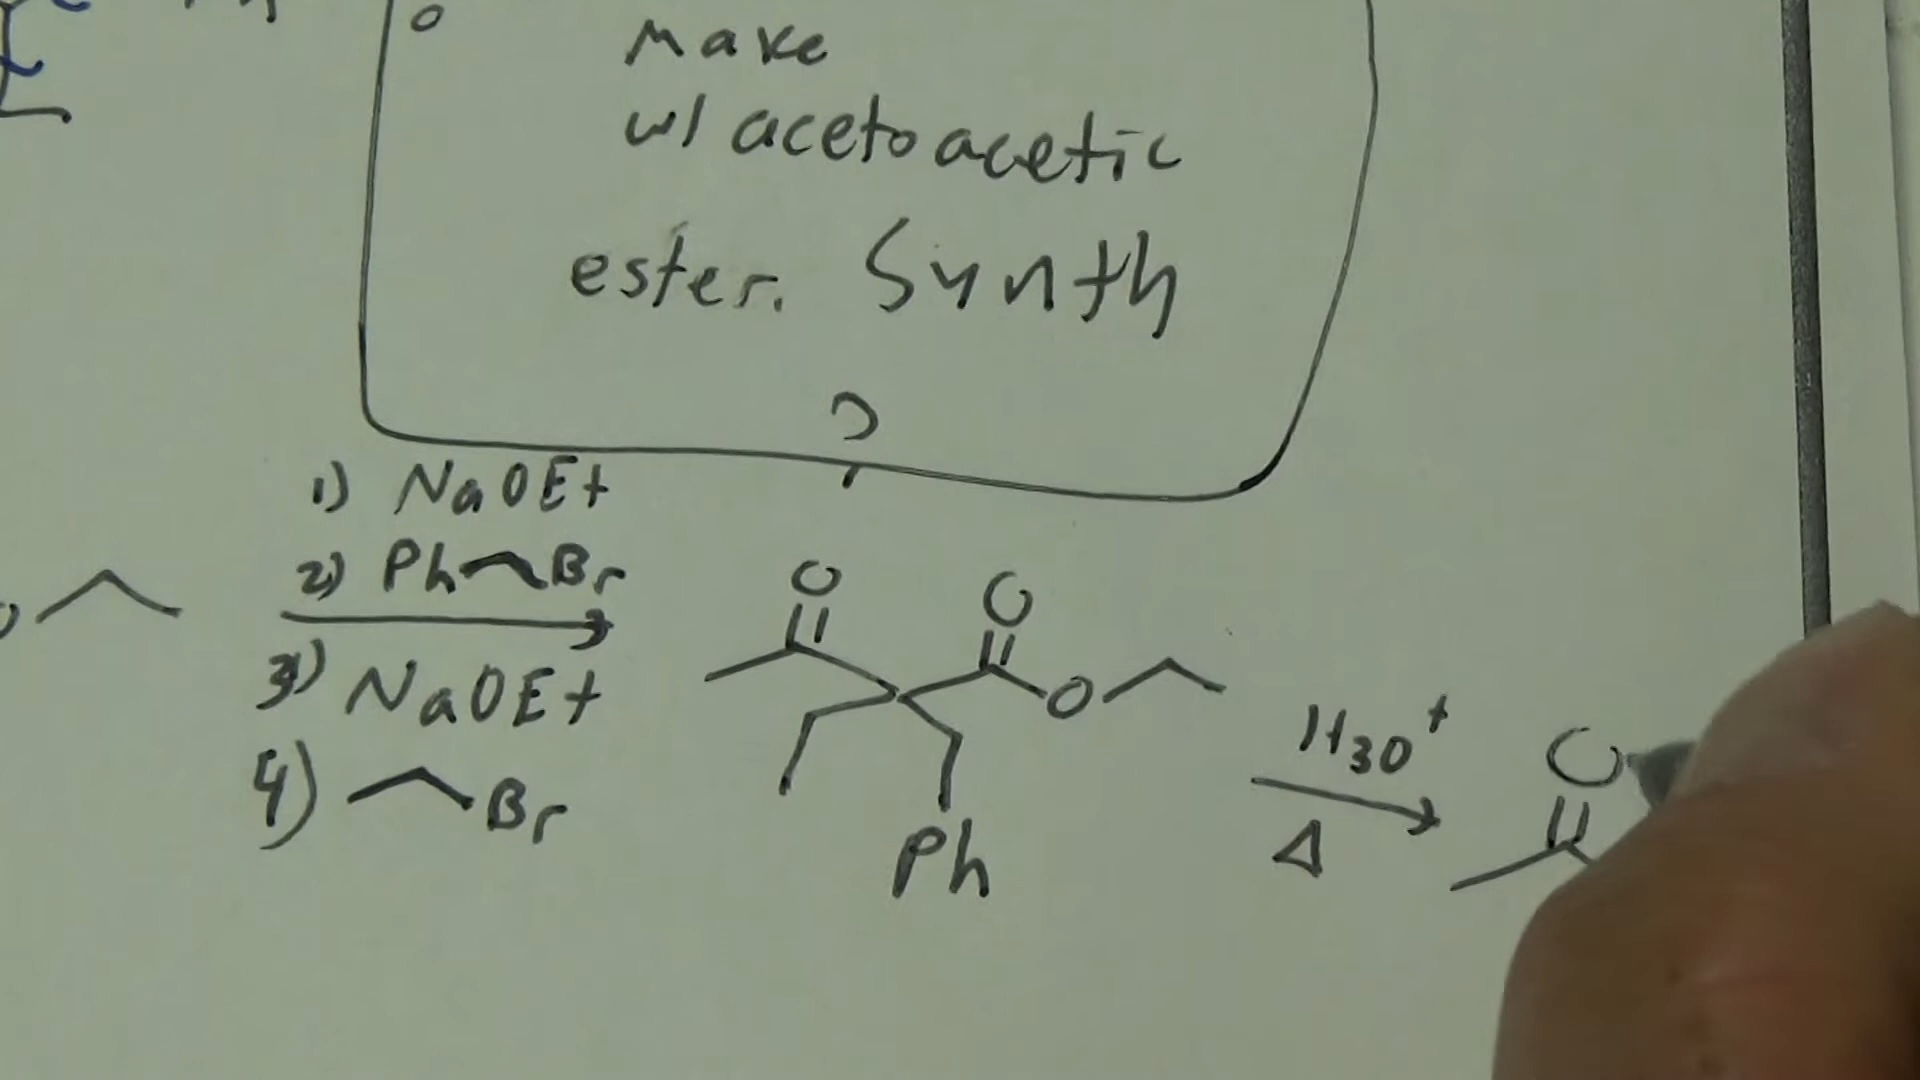 Make
w/ acetoacetic
ester. Synth
?
1) NaOEt
2) Ph Br
3) NaOEt
4) Br
O O
O
O
Ph
H3O+
Δ
O